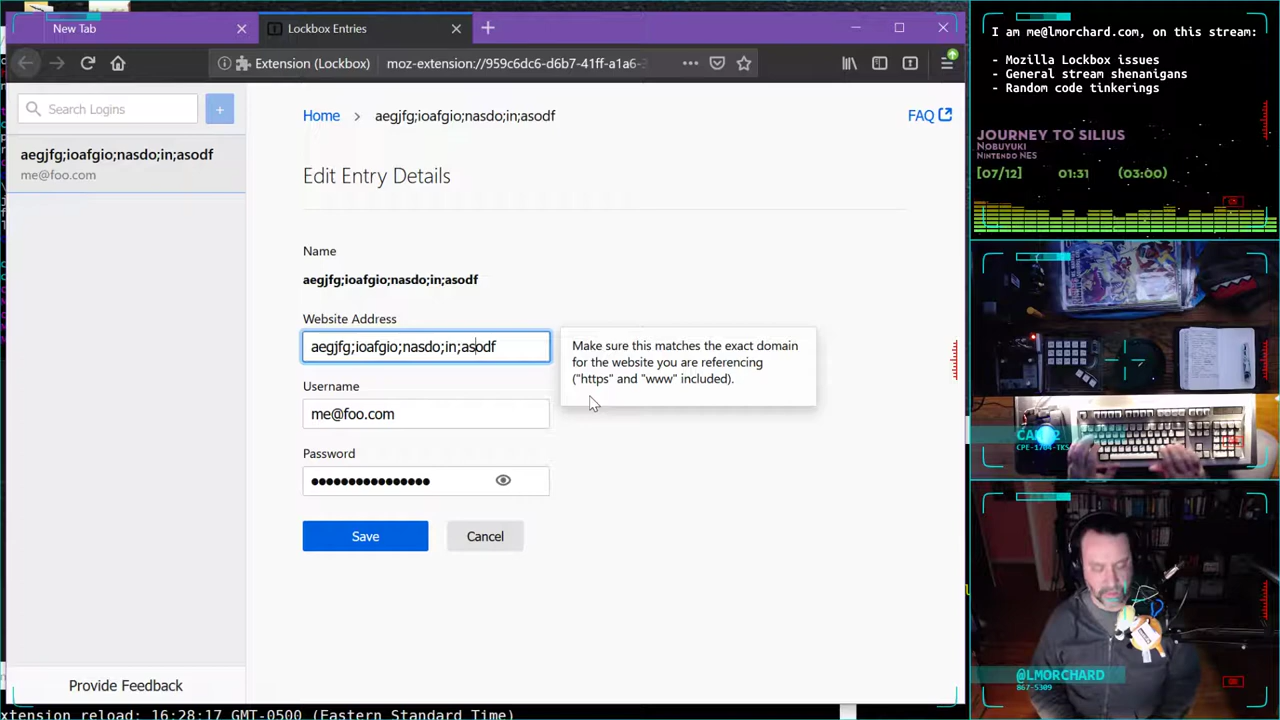 New Tab
Lockbox Entries
Extension (Lockbox)
moz-extension://959c6dc6-d6b7-41ff-a1a6-
Search Logins
+
aegjfg;ioafgio;nasdo;in;asodf
me@foo.com
Home > aegjfg;ioafgio;nasdo;in;asodf
FAQ
Edit Entry Details
Name
aegjfg;ioafgio;nasdo;in;asodf
Website Address
aegjfg;ioafgio;nasdo;in;asodf
Make sure this matches the exact domain
for the website you are referencing
("https" and "www" included).
Username
me@foo.com
Password
••••••••••••••••
Save
Cancel
Provide Feedback
xtension reload: 16:28:17 GMT-0500 (Eastern Standard Time)
I am me@lmorchard.com, on this stream:
- Mozilla Lockbox issues
- General stream shenanigans
- Random code tinkerings
JOURNEY TO SILIUS
NOBUYUKI
NINTENDO NES
[07/12] 01:31 (03:00)
CPE-1704-TKS
@LMORCHARD
867-5309